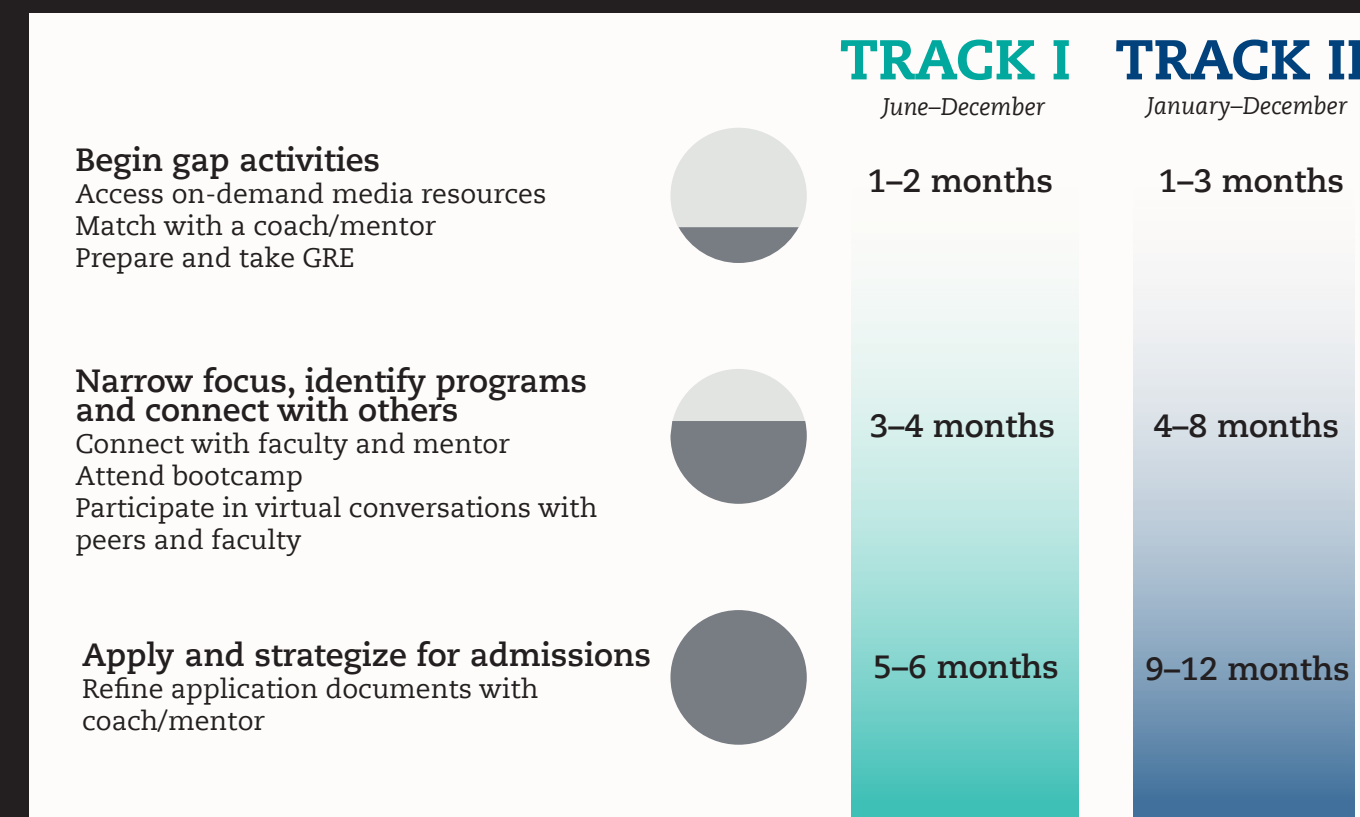 TRACK I
June–December
TRACK II
January–December
Begin gap activities
Access on-demand media resources
Match with a coach/mentor
Prepare and take GRE
1–2 months
1–3 months
Narrow focus, identify programs
and connect with others
Connect with faculty and mentor
Attend bootcamp
Participate in virtual conversations with
peers and faculty
3–4 months
4–8 months
Apply and strategize for admissions
Refine application documents with
coach/mentor
5–6 months
9–12 months